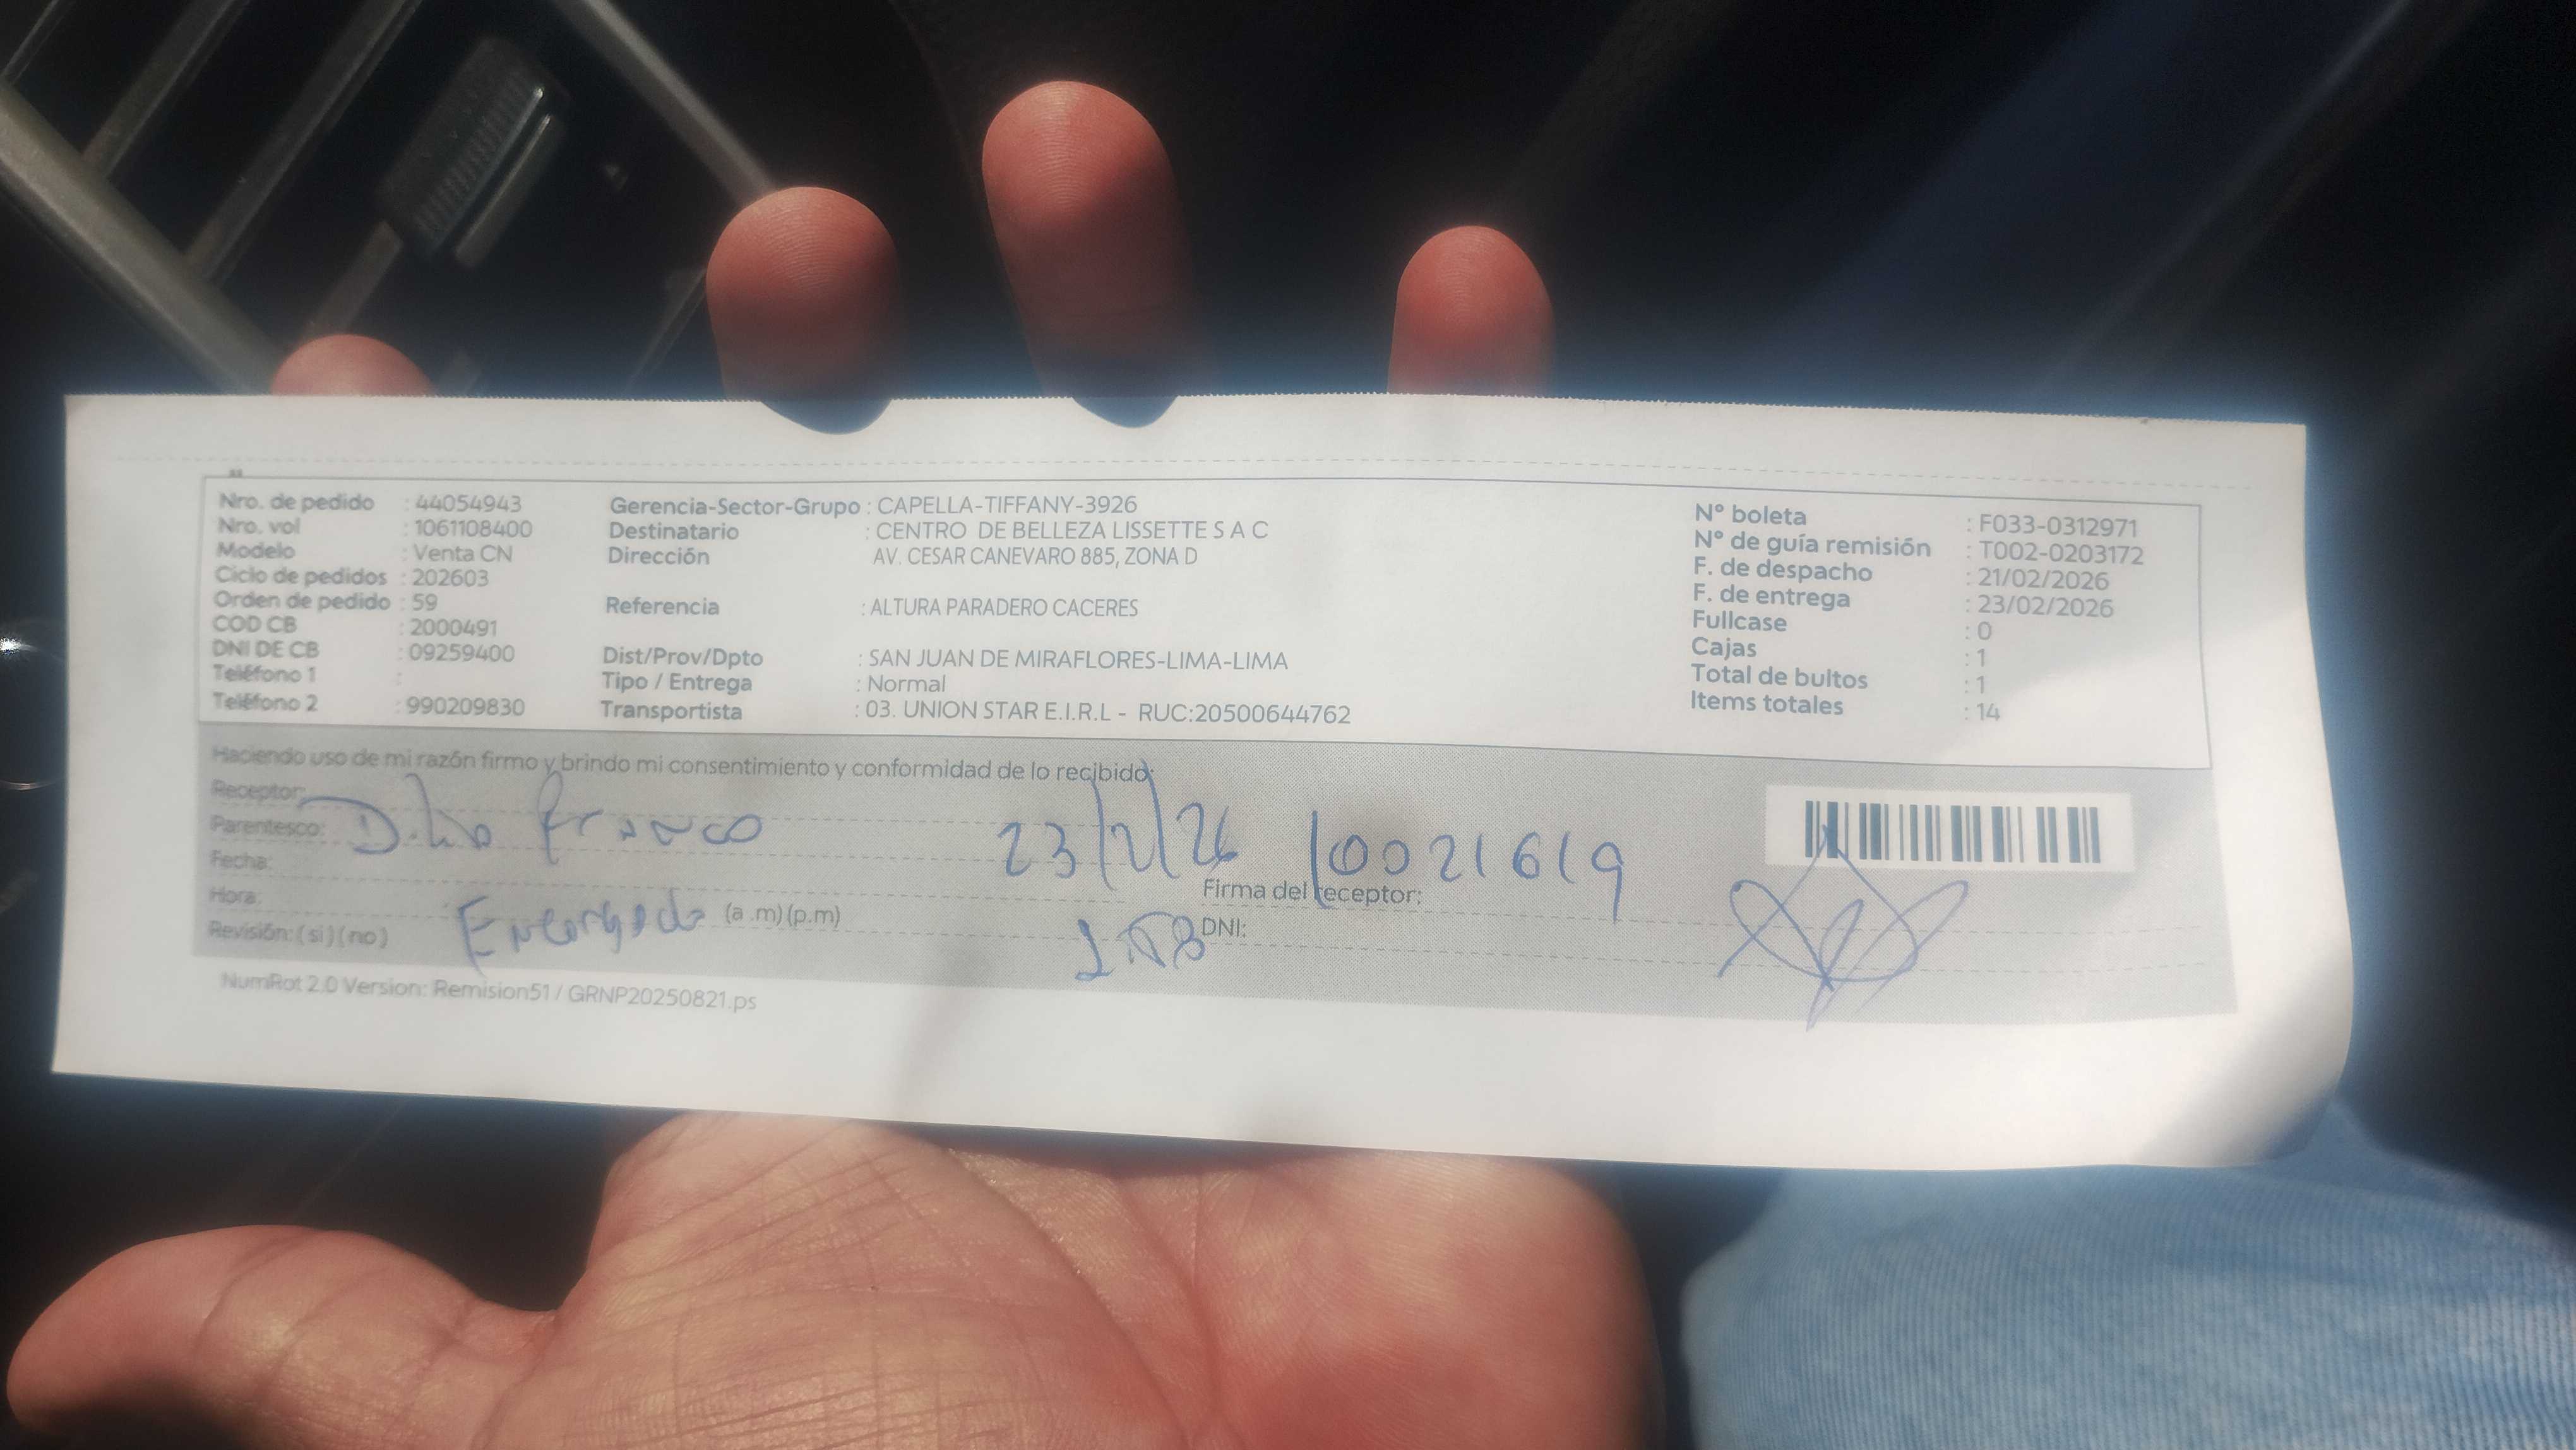 Nro. de pedido : 44054943
Nro. vol : 1061108400
Modelo : Venta CN
Ciclo de pedidos : 202603
Orden de pedido : 59
COD CB : 2000491
DNI DE CB : 09259400
Teléfono 1 :
Teléfono 2 : 990209830
Gerencia-Sector-Grupo : CAPELLA-TIFFANY-3926
Destinatario : CENTRO DE BELLEZA LISSETTE S A C
Dirección AV. CESAR CANEVARO 885, ZONA D
Referencia : ALTURA PARADERO CACERES
Dist/Prov/Dpto : SAN JUAN DE MIRAFLORES-LIMA-LIMA
Tipo / Entrega : Normal
Transportista : 03. UNION STAR E.I.R.L - RUC:20500644762
N° boleta : F033-0312971
N° de guía remisión : T002-0203172
F. de despacho : 21/02/2026
F. de entrega : 23/02/2026
Fullcase : 0
Cajas : 1
Total de bultos : 1
Items totales : 14
Haciendo uso de mi razón firmo y brindo mi consentimiento y conformidad de lo recibido:
Receptor:
Parentesco: Franco 23/2/26 10021619
Fecha:
Firma del receptor:
Hora: Encargado (a .m)(p.m)
DNI:
Revisión: (si) (no)
NumRot 2.0 Version: Remision51 / GRNP20250821.ps